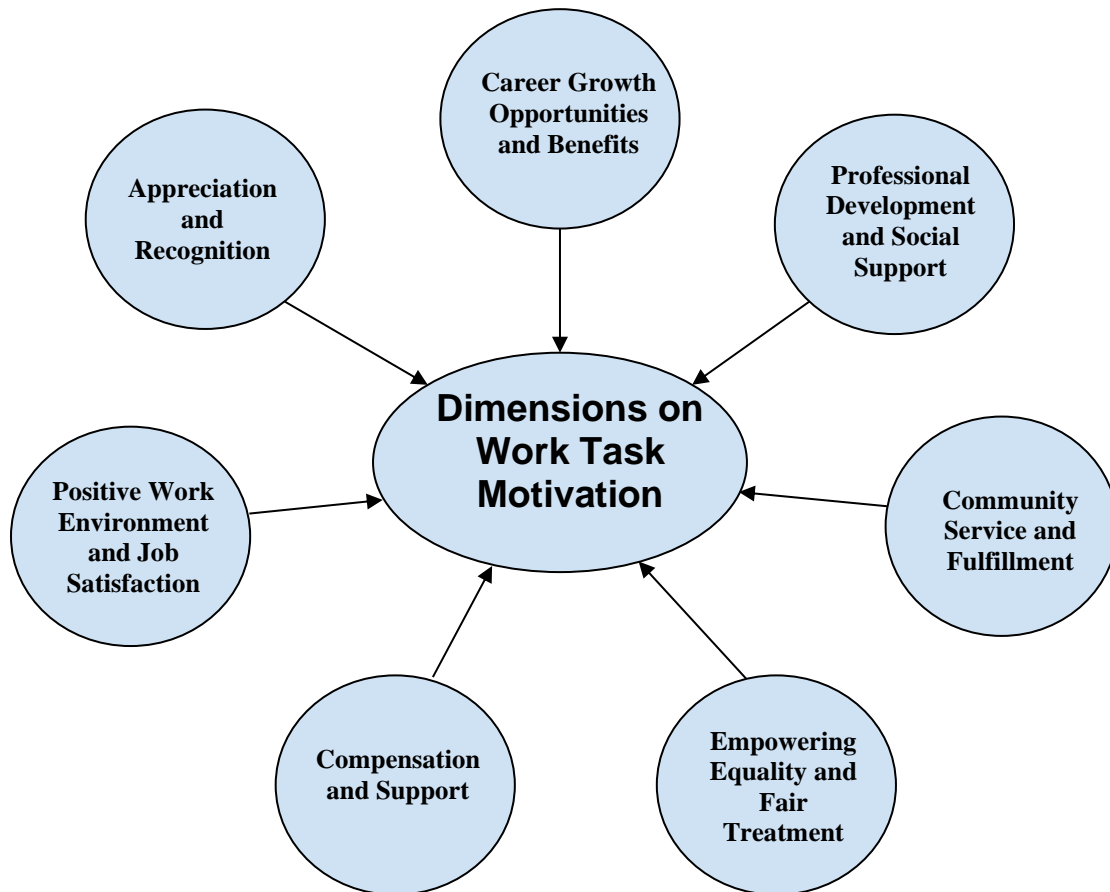 Career Growth
Opportunities
and Benefits
Appreciation
and
Recognition
Professional
Development
and Social
Support
Dimensions on
Work Task
Motivation
Positive Work
Environment
and Job
Satisfaction
Community
Service and
Fulfillment
Compensation
and Support
Empowering
Equality and
Fair
Treatment